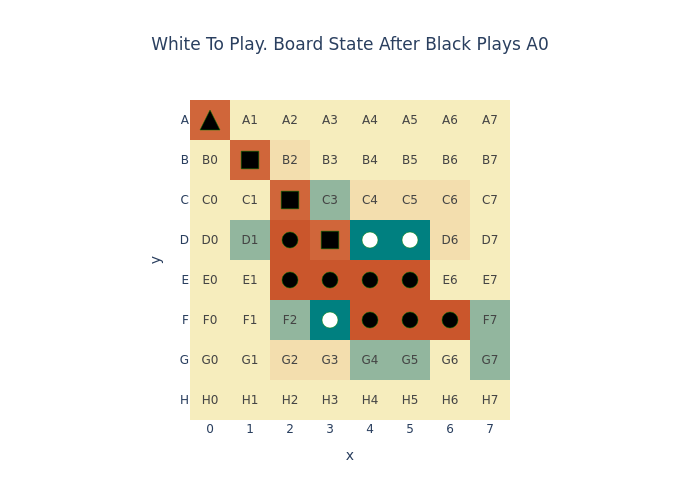 White To Play. Board State After Black Plays A0
A A1 A2 A3 A4 A5 A6 A7
B B0 B2 B3 B4 B5 B6 B7
C C0 C1 C3 C4 C5 C6 C7
D D0 D1 D6 D7
E E0 E1 E6 E7
F F0 F1 F2 F7
G G0 G1 G2 G3 G4 G5 G6 G7
H H0 H1 H2 H3 H4 H5 H6 H7
0 1 2 3 4 5 6 7
x
y